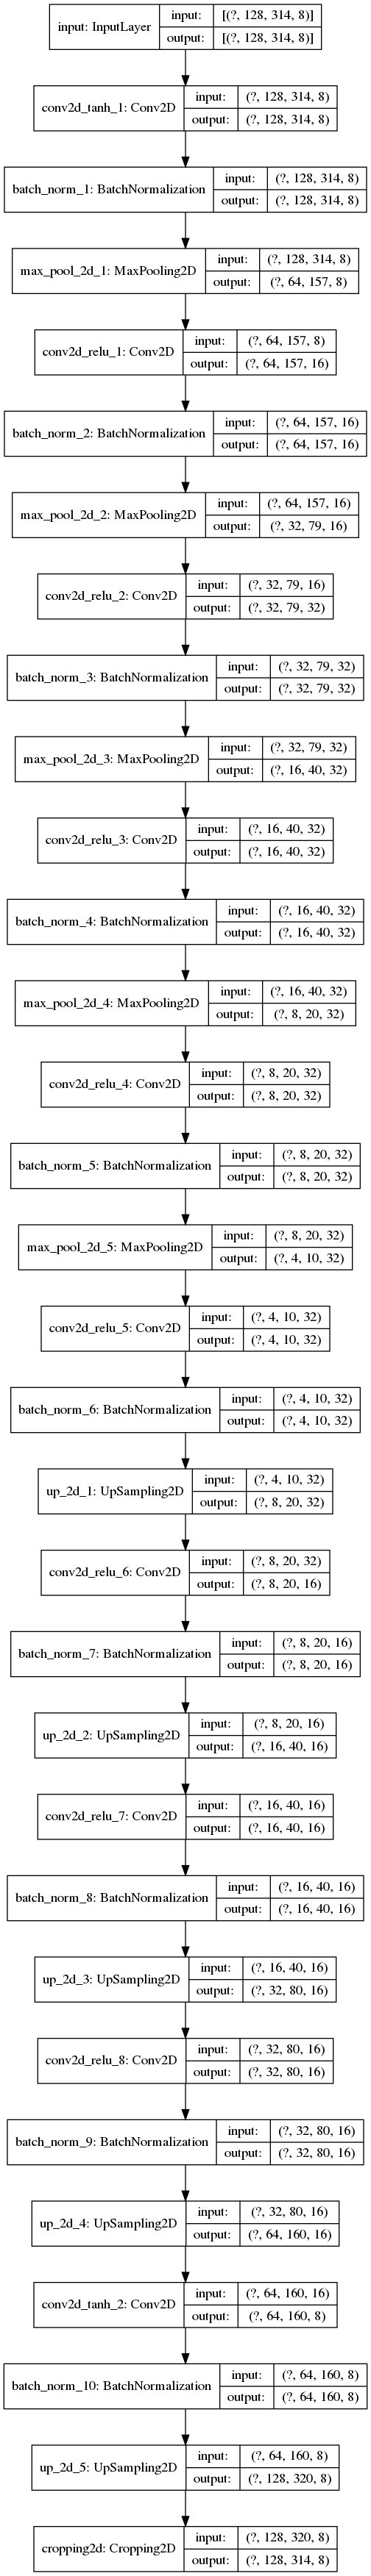 input: InputLayer
input: [(?, 128, 314, 8)]
output: [(?, 128, 314, 8)]
conv2d_tanh_1: Conv2D
input: (?, 128, 314, 8)
output: (?, 128, 314, 8)
batch_norm_1: BatchNormalization
input: (?, 128, 314, 8)
output: (?, 128, 314, 8)
max_pool_2d_1: MaxPooling2D
input: (?, 128, 314, 8)
output: (?, 64, 157, 8)
conv2d_relu_1: Conv2D
input: (?, 64, 157, 8)
output: (?, 64, 157, 16)
batch_norm_2: BatchNormalization
input: (?, 64, 157, 16)
output: (?, 64, 157, 16)
max_pool_2d_2: MaxPooling2D
input: (?, 64, 157, 16)
output: (?, 32, 79, 16)
conv2d_relu_2: Conv2D
input: (?, 32, 79, 16)
output: (?, 32, 79, 32)
batch_norm_3: BatchNormalization
input: (?, 32, 79, 32)
output: (?, 32, 79, 32)
max_pool_2d_3: MaxPooling2D
input: (?, 32, 79, 32)
output: (?, 16, 40, 32)
conv2d_relu_3: Conv2D
input: (?, 16, 40, 32)
output: (?, 16, 40, 32)
batch_norm_4: BatchNormalization
input: (?, 16, 40, 32)
output: (?, 16, 40, 32)
max_pool_2d_4: MaxPooling2D
input: (?, 16, 40, 32)
output: (?, 8, 20, 32)
conv2d_relu_4: Conv2D
input: (?, 8, 20, 32)
output: (?, 8, 20, 32)
batch_norm_5: BatchNormalization
input: (?, 8, 20, 32)
output: (?, 8, 20, 32)
max_pool_2d_5: MaxPooling2D
input: (?, 8, 20, 32)
output: (?, 4, 10, 32)
conv2d_relu_5: Conv2D
input: (?, 4, 10, 32)
output: (?, 4, 10, 32)
batch_norm_6: BatchNormalization
input: (?, 4, 10, 32)
output: (?, 4, 10, 32)
up_2d_1: UpSampling2D
input: (?, 4, 10, 32)
output: (?, 8, 20, 32)
conv2d_relu_6: Conv2D
input: (?, 8, 20, 32)
output: (?, 8, 20, 16)
batch_norm_7: BatchNormalization
input: (?, 8, 20, 16)
output: (?, 8, 20, 16)
up_2d_2: UpSampling2D
input: (?, 8, 20, 16)
output: (?, 16, 40, 16)
conv2d_relu_7: Conv2D
input: (?, 16, 40, 16)
output: (?, 16, 40, 16)
batch_norm_8: BatchNormalization
input: (?, 16, 40, 16)
output: (?, 16, 40, 16)
up_2d_3: UpSampling2D
input: (?, 16, 40, 16)
output: (?, 32, 80, 16)
conv2d_relu_8: Conv2D
input: (?, 32, 80, 16)
output: (?, 32, 80, 16)
batch_norm_9: BatchNormalization
input: (?, 32, 80, 16)
output: (?, 32, 80, 16)
up_2d_4: UpSampling2D
input: (?, 32, 80, 16)
output: (?, 64, 160, 16)
conv2d_tanh_2: Conv2D
input: (?, 64, 160, 16)
output: (?, 64, 160, 8)
batch_norm_10: BatchNormalization
input: (?, 64, 160, 8)
output: (?, 64, 160, 8)
up_2d_5: UpSampling2D
input: (?, 64, 160, 8)
output: (?, 128, 320, 8)
cropping2d: Cropping2D
input: (?, 128, 320, 8)
output: (?, 128, 314, 8)